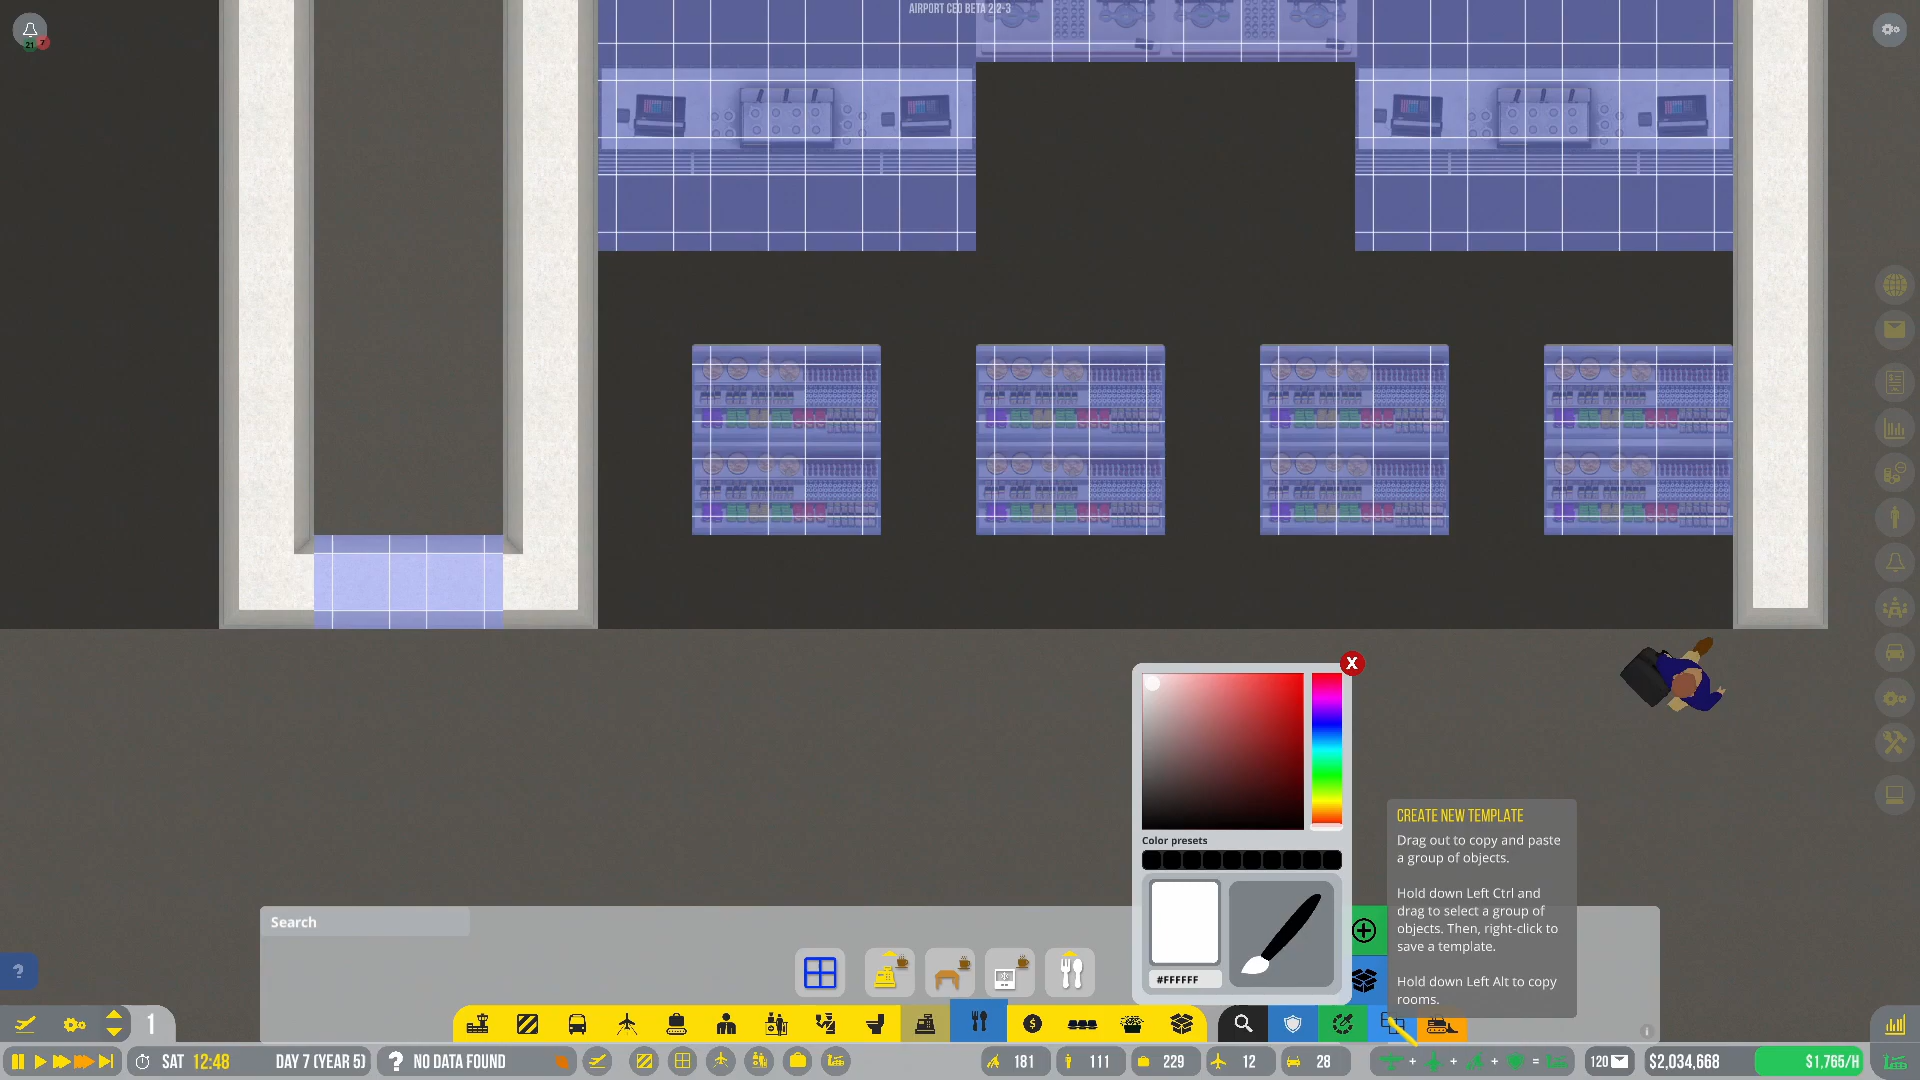 AIRPORT CEO BETA 2.2-3
21
7
X
Color presets
#FFFFFF
CREATE NEW TEMPLATE
Drag out to copy and paste
a group of objects.
Hold down Left Ctrl and
drag to select a group of
objects. Then, right-click to
save a template.
Hold down Left Alt to copy
rooms.
Search
?
1
SAT 12:48
DAY 7 (YEAR 5)
? NO DATA FOUND
181
111
229
12
28
+ + + =
120
$2,034,668
$1,765/H